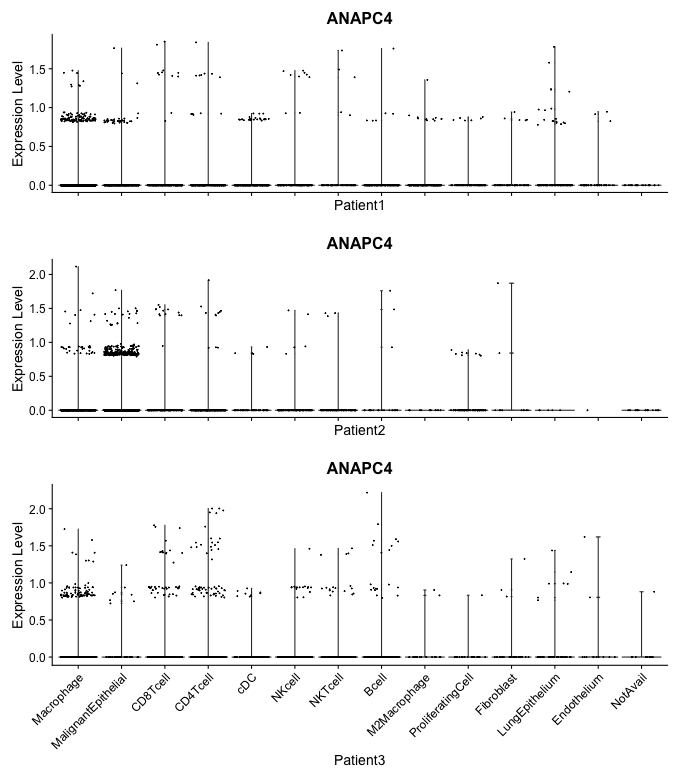 ANAPC4
Expression Level
1.5
1.0
0.5
0.0
Patient1
ANAPC4
Expression Level
2.0
1.5
1.0
0.5
0.0
Patient2
ANAPC4
Expression Level
2.0
1.5
1.0
0.5
0.0
Macrophage
MalignantEpithelial
CD8Tcell
CD4Tcell
cDC
NKcell
NKTcell
Bcell
M2Macrophage
ProliferatingCell
Fibroblast
LungEpithelium
Endothelium
NotAvail
Patient3